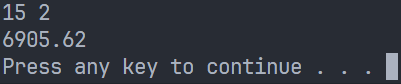 15 2
6905.62
Press any key to continue . . .